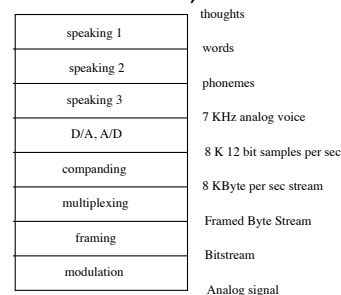 thoughts
speaking 1
words
speaking 2
phonemes
speaking 3
7 KHz analog voice
D/A, A/D
8 K 12 bit samples per sec
companding
8 KByte per sec stream
multiplexing
Framed Byte Stream
framing
Bitstream
modulation
Analog signal